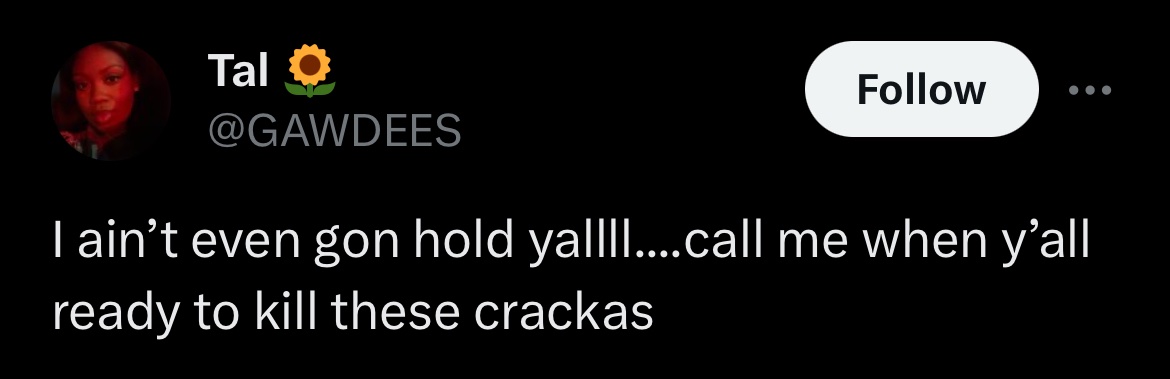 Tal 🌻
@GAWDEES
Follow
I ain’t even gon hold yallll....call me when y’all
ready to kill these crackas